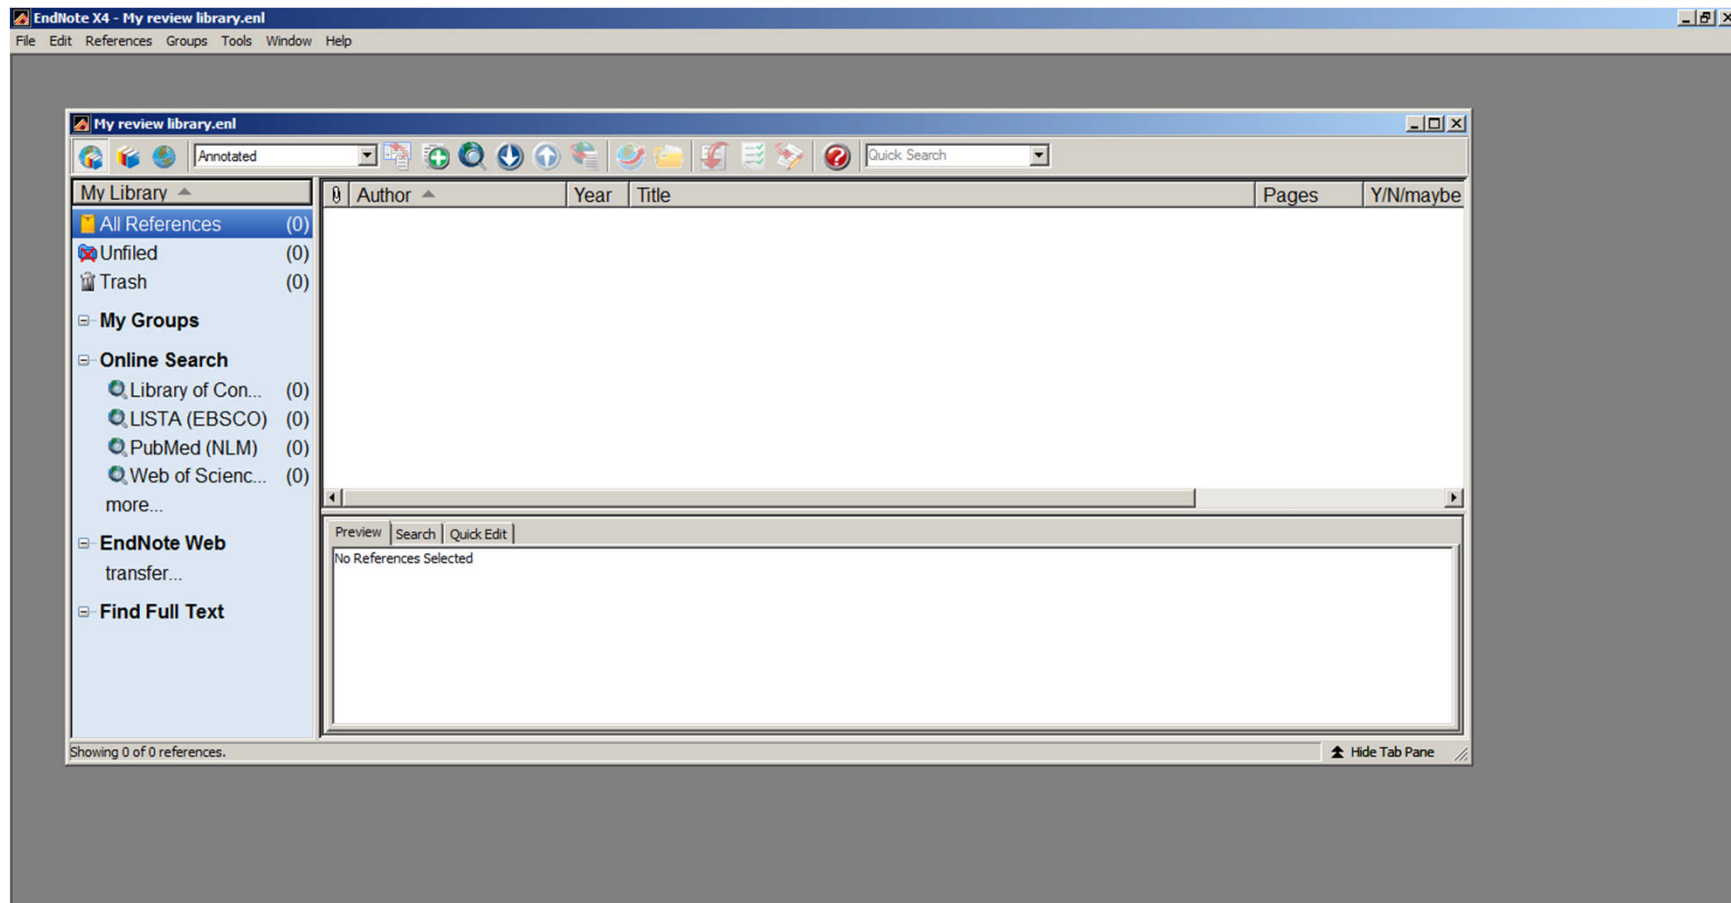 EndNote X4 - My review library.enl
File Edit References Groups Tools Window Help
My review library.enl
Annotated Quick Search
My Library
All References (0)
Unfiled (0)
Trash (0)
My Groups
Online Search
Library of Con... (0)
LISTA (EBSCO) (0)
PubMed (NLM) (0)
Web of Scienc... (0)
more...
EndNote Web
transfer...
Find Full Text
Author Year Title Pages Y/N/maybe
Preview Search Quick Edit
No References Selected
Showing 0 of 0 references. Hide Tab Pane